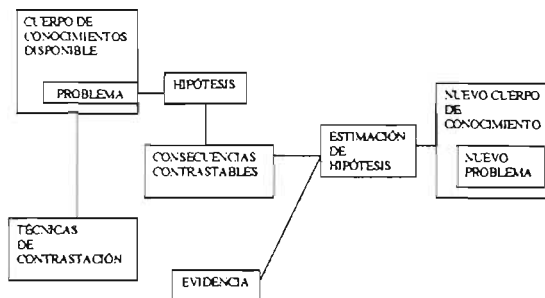 CUERPO DE
CONOCIMIENTOS
DISPONIBLE
PROBLEMA
HIPÓTESIS
CONSECUENCIAS
CONTRASTABLES
ESTIMACIÓN
DE
HIPÓTESIS
NUEVO CUERPO
DE
CONOCIMIENTO
NUEVO
PROBLEMA
TÉCNICAS
DE
CONTRASTACIÓN
EVIDENCIA